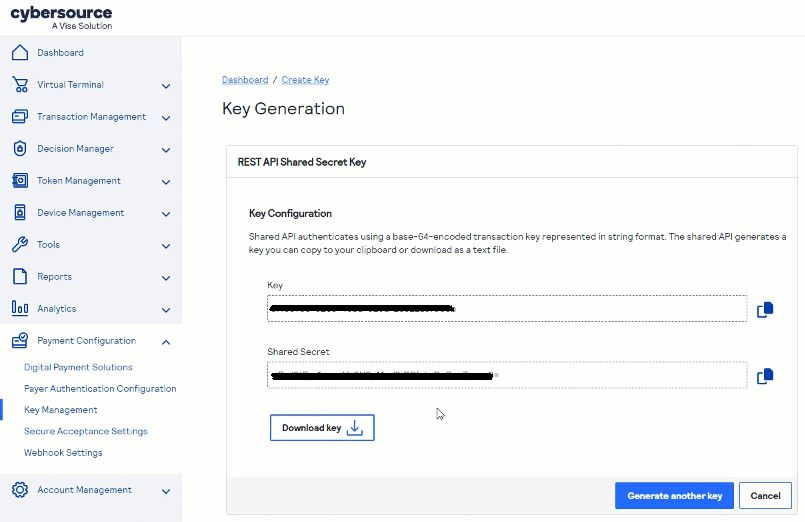 cybersource
A Visa Solution
Dashboard
Virtual Terminal
Transaction Management
Decision Manager
Token Management
Device Management
Tools
Reports
Analytics
Payment Configuration
Digital Payment Solutions
Payer Authentication Configuration
Key Management
Secure Acceptance Settings
Webhook Settings
Account Management
Dashboard / Create Key
Key Generation
REST API Shared Secret Key
Key Configuration
Shared API authenticates using a base-64-encoded transaction key represented in string format. The shared API generates a
key you can copy to your clipboard or download as a text file.
Key
Shared Secret
Download key
Generate another key
Cancel